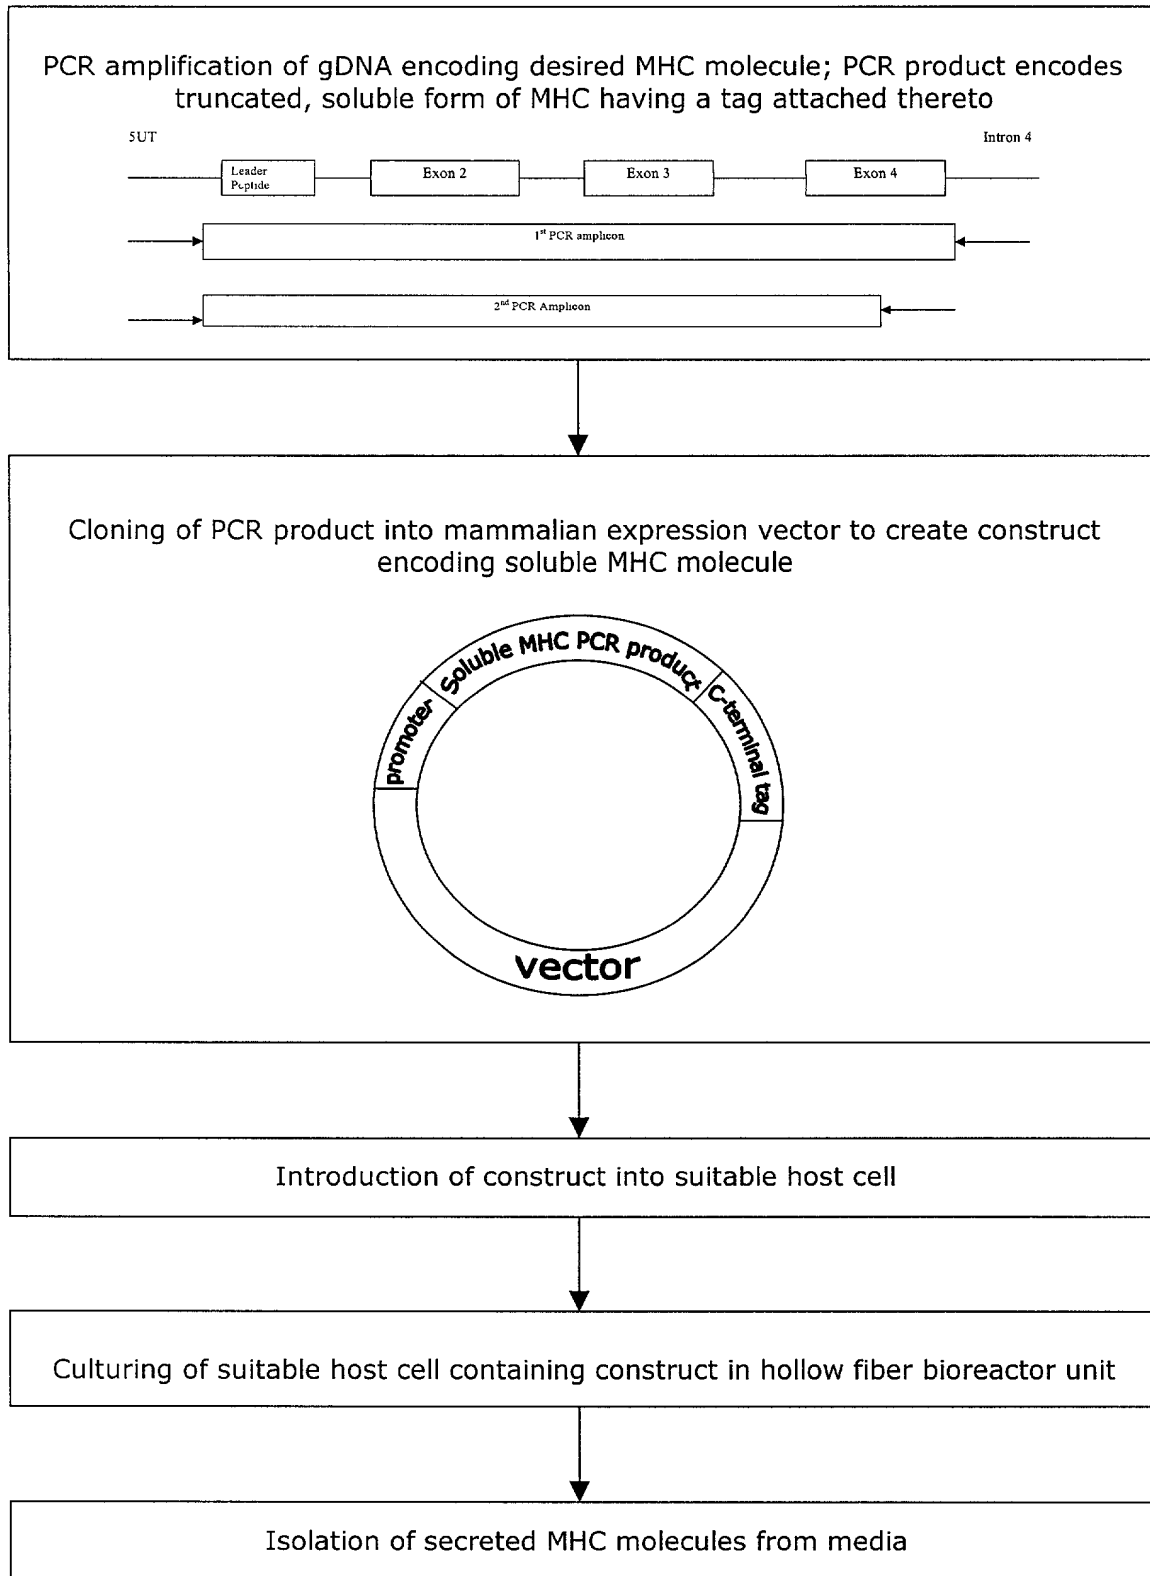 PCR amplification of gDNA encoding desired MHC molecule; PCR product encodes
truncated, soluble form of MHC having a tag attached thereto
5UT
Intron 4
Leader
Peptide
Exon 2
Exon 3
Exon 4
1st PCR amplicon
2nd PCR Amplicon
Cloning of PCR product into mammalian expression vector to create construct
encoding soluble MHC molecule
promoter
Soluble MHC PCR product
C-terminal tag
vector
Introduction of construct into suitable host cell
Culturing of suitable host cell containing construct in hollow fiber bioreactor unit
Isolation of secreted MHC molecules from media